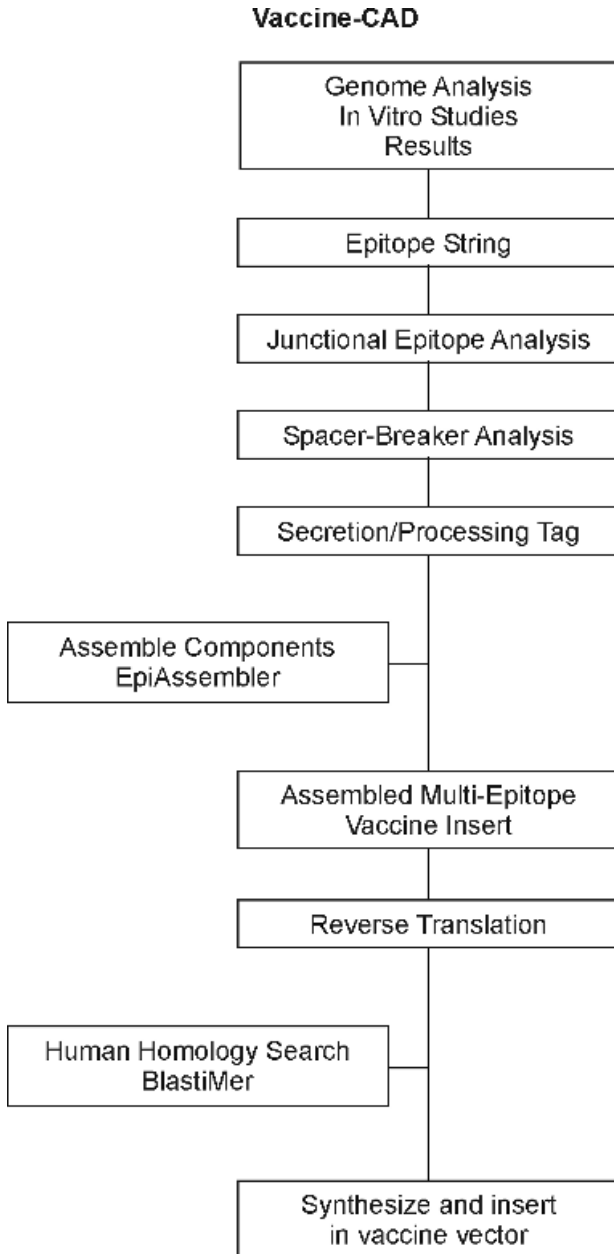 Vaccine-CAD
Genome Analysis
In Vitro Studies
Results
Epitope String
Junctional Epitope Analysis
Spacer-Breaker Analysis
Secretion/Processing Tag
Assemble Components
EpiAssembler
Assembled Multi-Epitope
Vaccine Insert
Reverse Translation
Human Homology Search
BlastiMer
Synthesize and insert
in vaccine vector